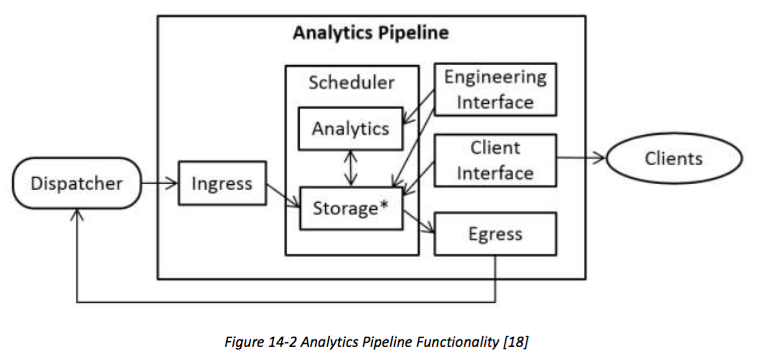 Analytics Pipeline
Scheduler
Engineering
Interface
Analytics
Client
Interface
Clients
Dispatcher
Ingress
Storage*
Egress
Figure 14-2 Analytics Pipeline Functionality [18]